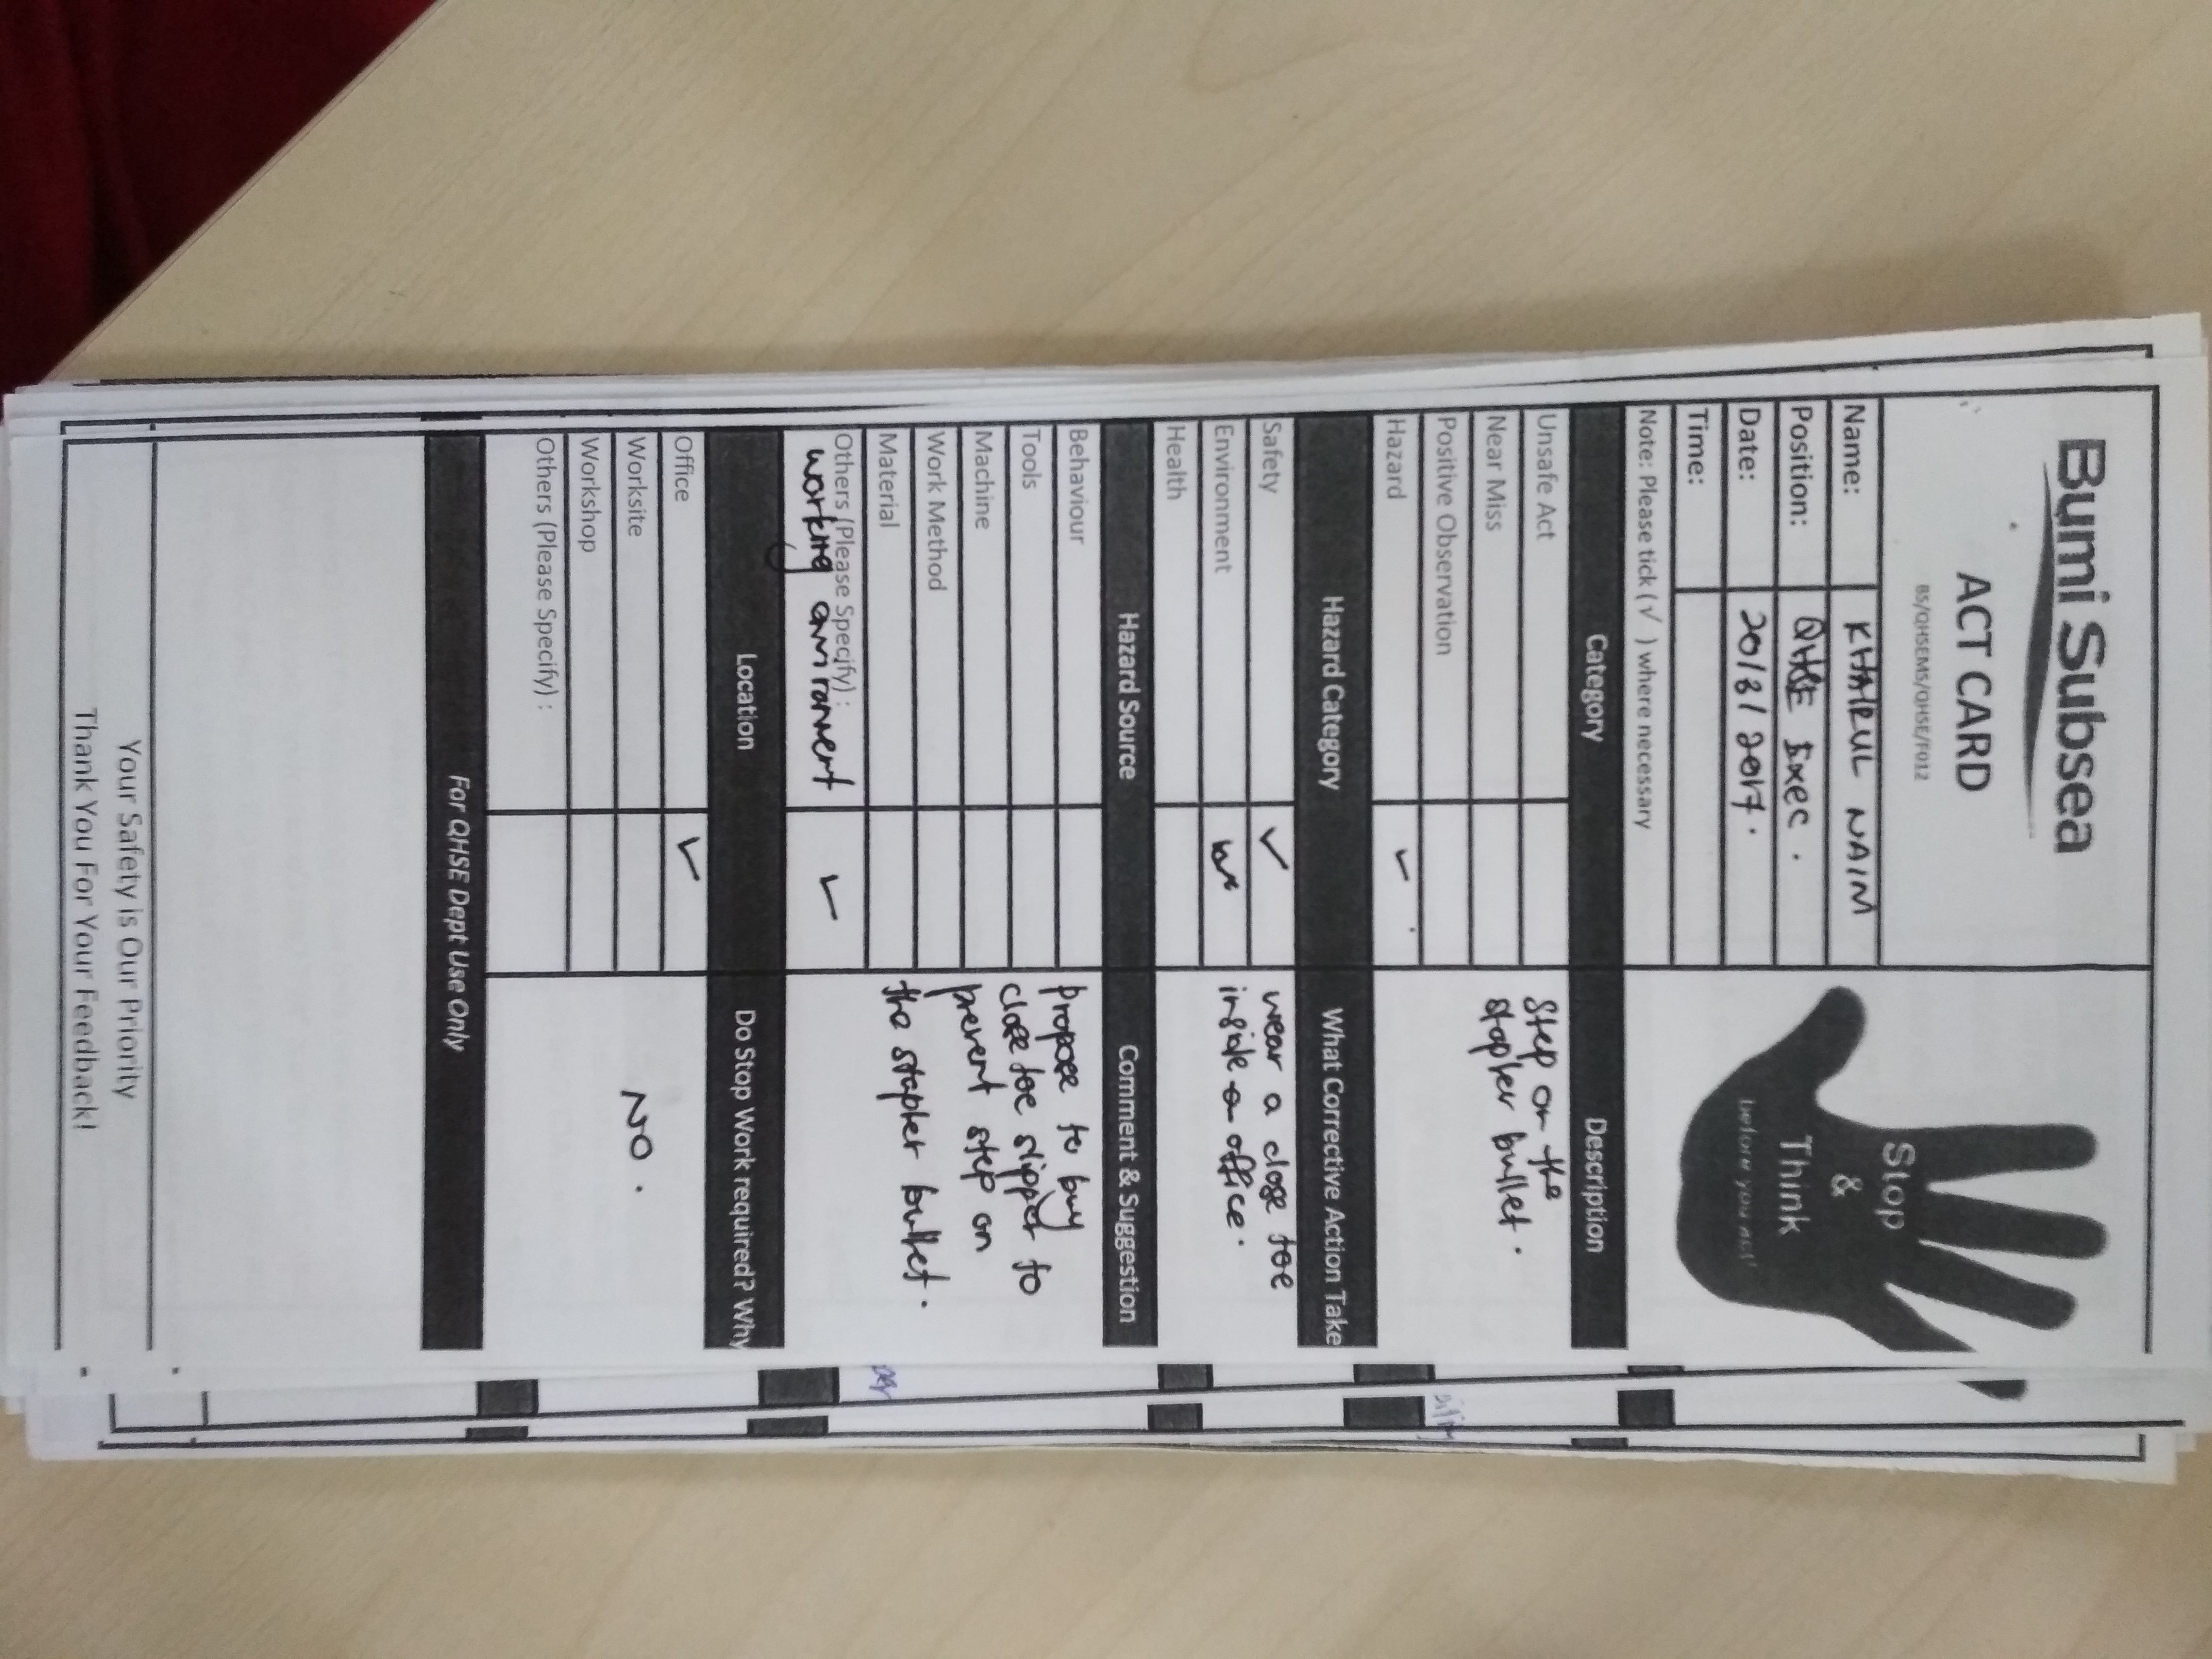 Bumi Subsea
ACT CARD
BS/QHSEMS/QHSE/F012
Stop
&
Think
before you act!
Name: KHAIRUL NAIM
Position: QHSE Exec.
Date: 20/3/2017.
Time:
Note: Please tick (√ ) where necessary
Category Description
Unsafe Act
Near Miss
Positive Observation
Hazard ✓
Step on the
stapler bullet.
Hazard Category What Corrective Action Take
Safety ✓
Environment
Health
wear a close toe
inside office.
Hazard Source Comment & Suggestion
Behaviour
Tools
Machine
Work Method
Material
Others (Please Specify) :
working environment ✓
Propose to buy
close toe slipper to
prevent step on
the stapler bullet.
Location Do Stop Work required? Why
Office ✓
Worksite
Workshop
Others (Please Specify) :
NO.
For QHSE Dept Use Only
Your Safety is Our Priority
Thank You For Your Feedback!